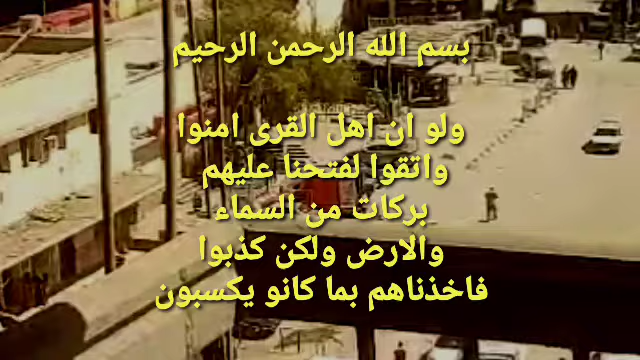 بسم الله الرحمن الرحيم
ولو ان اهل القرى امنوا
واتقوا لفتحنا عليهم
بركات من السماء
والارض ولكن كذبوا
فاخذناهم بما كانو يكسبون